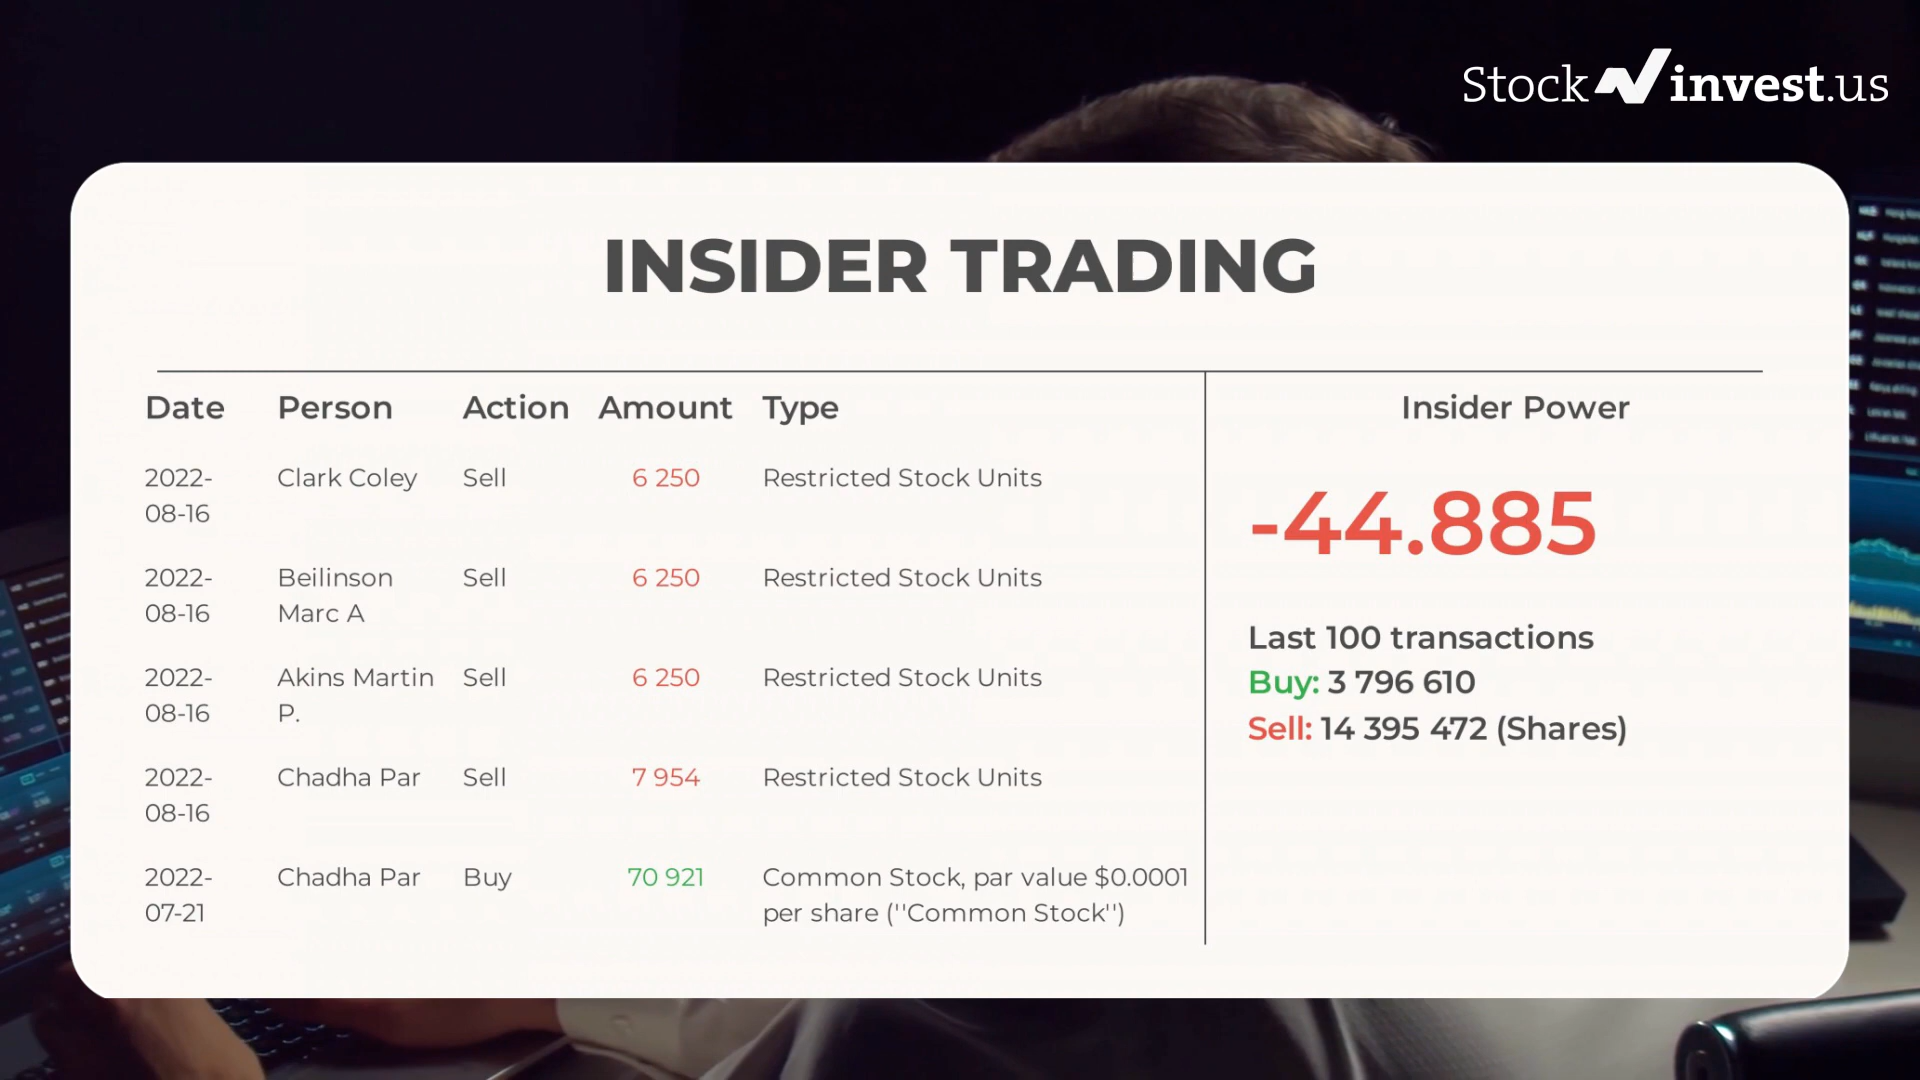 Stock invest.us
INSIDER TRADING
Date Person Action Amount Type
2022-
08-16
Clark Coley
Sell
6 250
Restricted Stock Units
2022-
08-16
Beilinson
Marc A
Sell
6 250
Restricted Stock Units
2022-
08-16
Akins Martin
P.
Sell
6 250
Restricted Stock Units
2022-
08-16
Chadha Par
Sell
7 954
Restricted Stock Units
2022-
07-21
Chadha Par
Buy
70 921
Common Stock, par value $0.0001
per share (''Common Stock'')
Insider Power
-44.885
Last 100 transactions
Buy: 3 796 610
Sell: 14 395 472 (Shares)